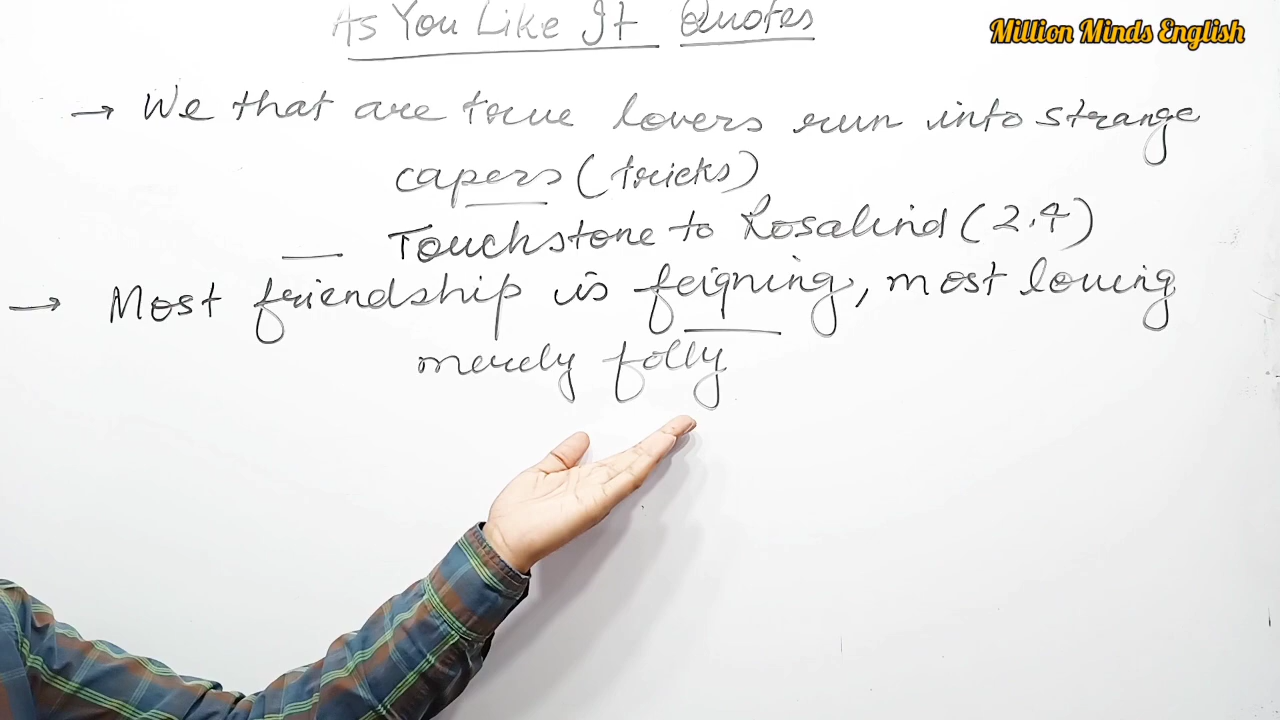 As You Like It Quotes
Million Minds English
→ We that are true lovers run into strange
capers (tricks)
— Touchstone to Rosalind (2.4)
→ Most friendship is feigning, most loving
merely folly